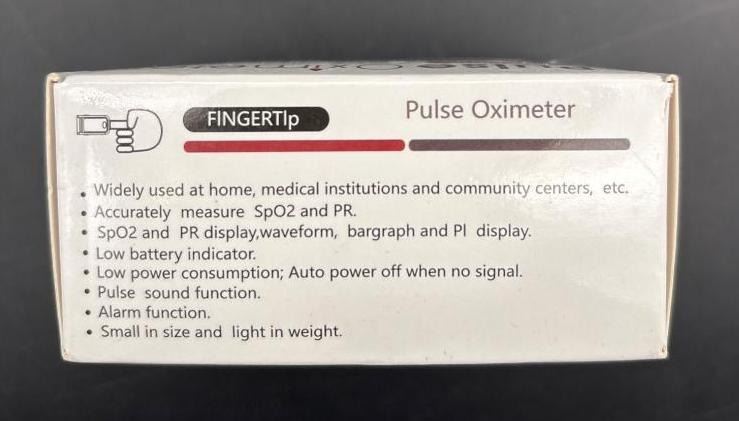 FINGERTIp
Pulse Oximeter
• Widely used at home, medical institutions and community centers, etc.
• Accurately measure SpO2 and PR.
• SpO2 and PR display,waveform, bargraph and PI display.
• Low battery indicator.
• Low power consumption; Auto power off when no signal.
• Pulse sound function.
• Alarm function.
• Small in size and light in weight.